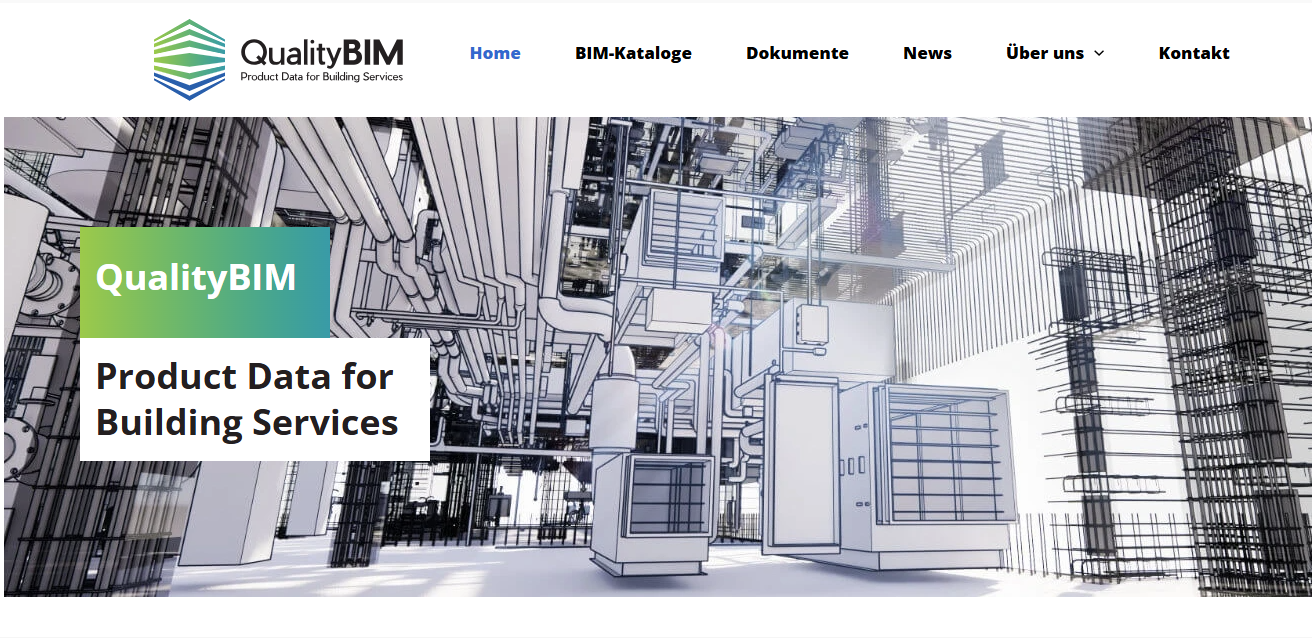 QualityBIM
Product Data for Building Services
Home
BIM-Kataloge
Dokumente
News
Über uns
Kontakt
QualityBIM
Product Data for
Building Services